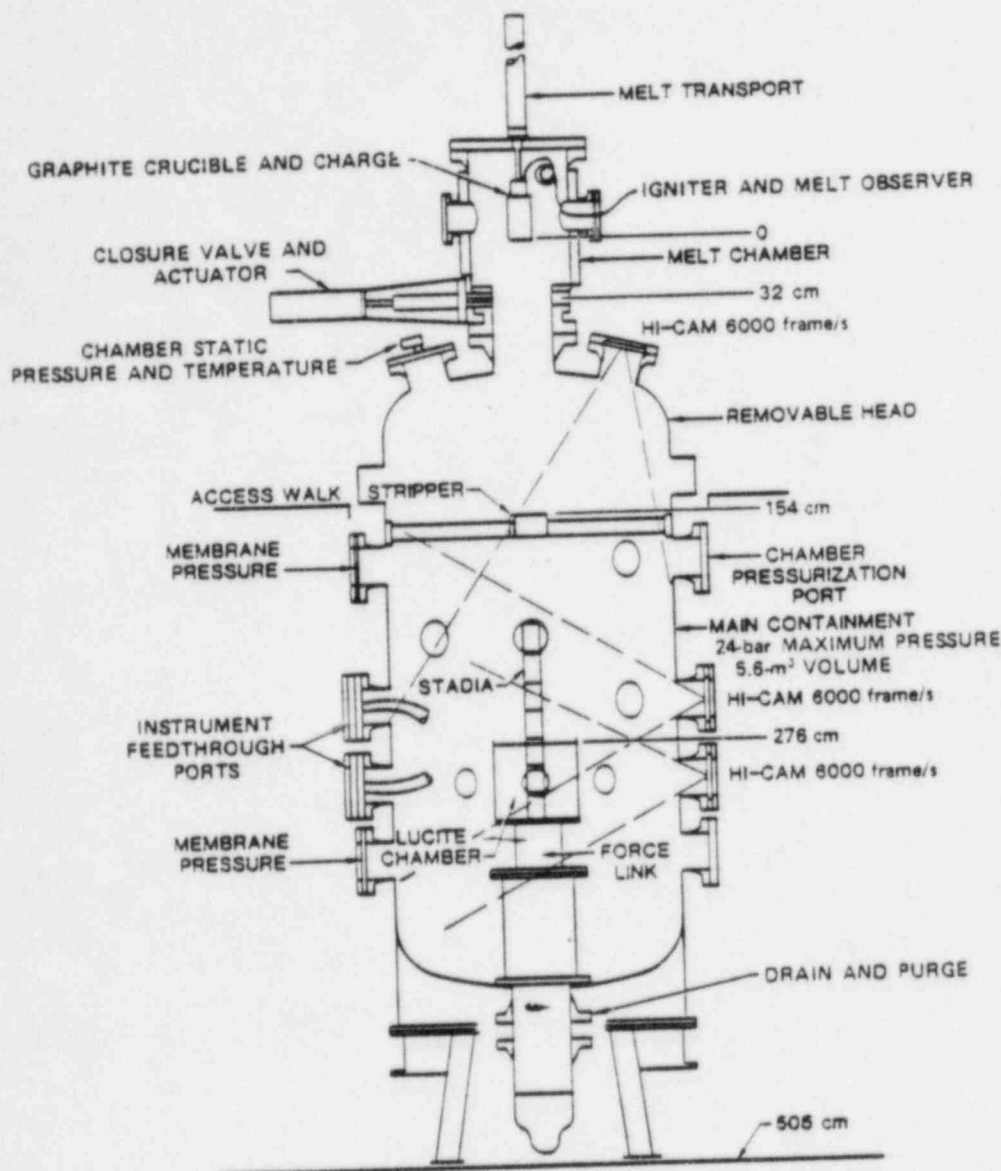 MELT TRANSPORT
GRAPHITE CRUCIBLE AND CHARGE
IGNITER AND MELT OBSERVER
0
CLOSURE VALVE AND
ACTUATOR
MELT CHAMBER
32 cm
HI-CAM 6000 frame/s
CHAMBER STATIC
PRESSURE AND TEMPERATURE
REMOVABLE HEAD
ACCESS WALK
STRIPPER
154 cm
MEMBRANE
PRESSURE
CHAMBER
PRESSURIZATION
PORT
MAIN CONTAINMENT
24-bar MAXIMUM PRESSURE
5.6-m³ VOLUME
STADIA
HI-CAM 6000 frame/s
INSTRUMENT
FEEDTHROUGH
PORTS
276 cm
HI-CAM 6000 frame/s
MEMBRANE
PRESSURE
LUCITE
CHAMBER
FORCE
LINK
DRAIN AND PURGE
505 cm